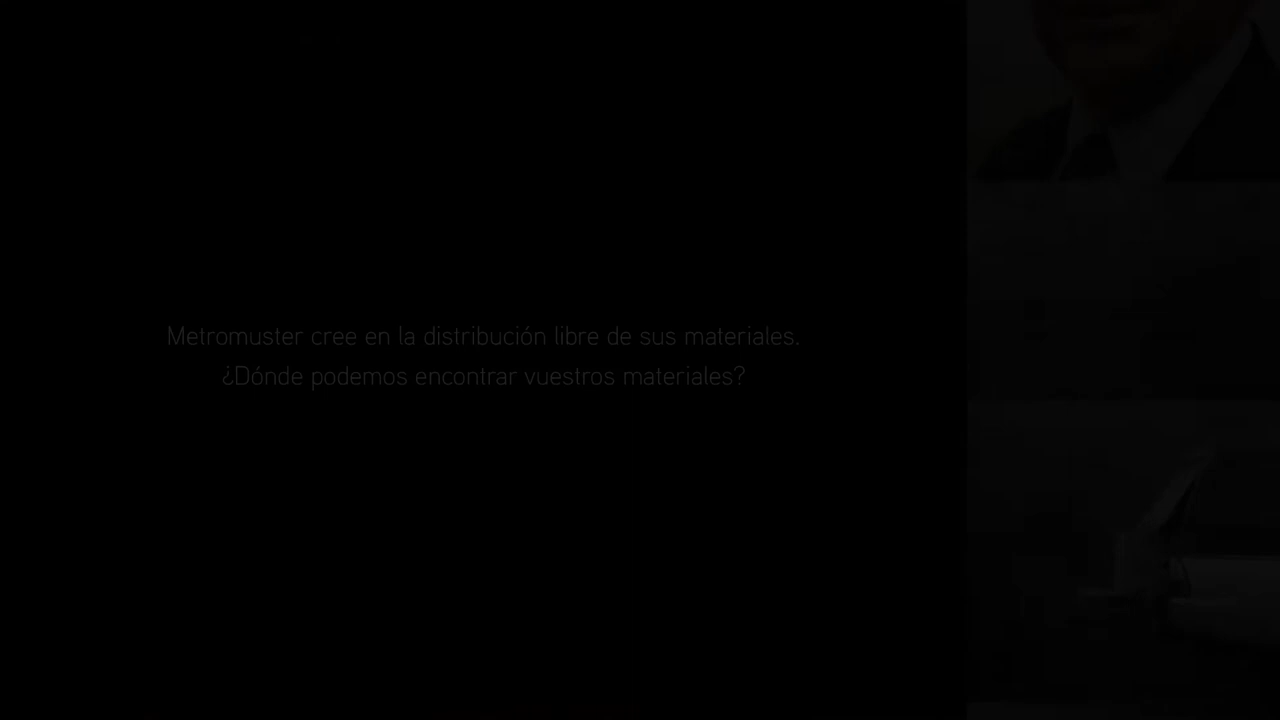 Metromuster cree en la distribución libre de sus materiales.
¿Dónde podemos encontrar vuestros materiales?